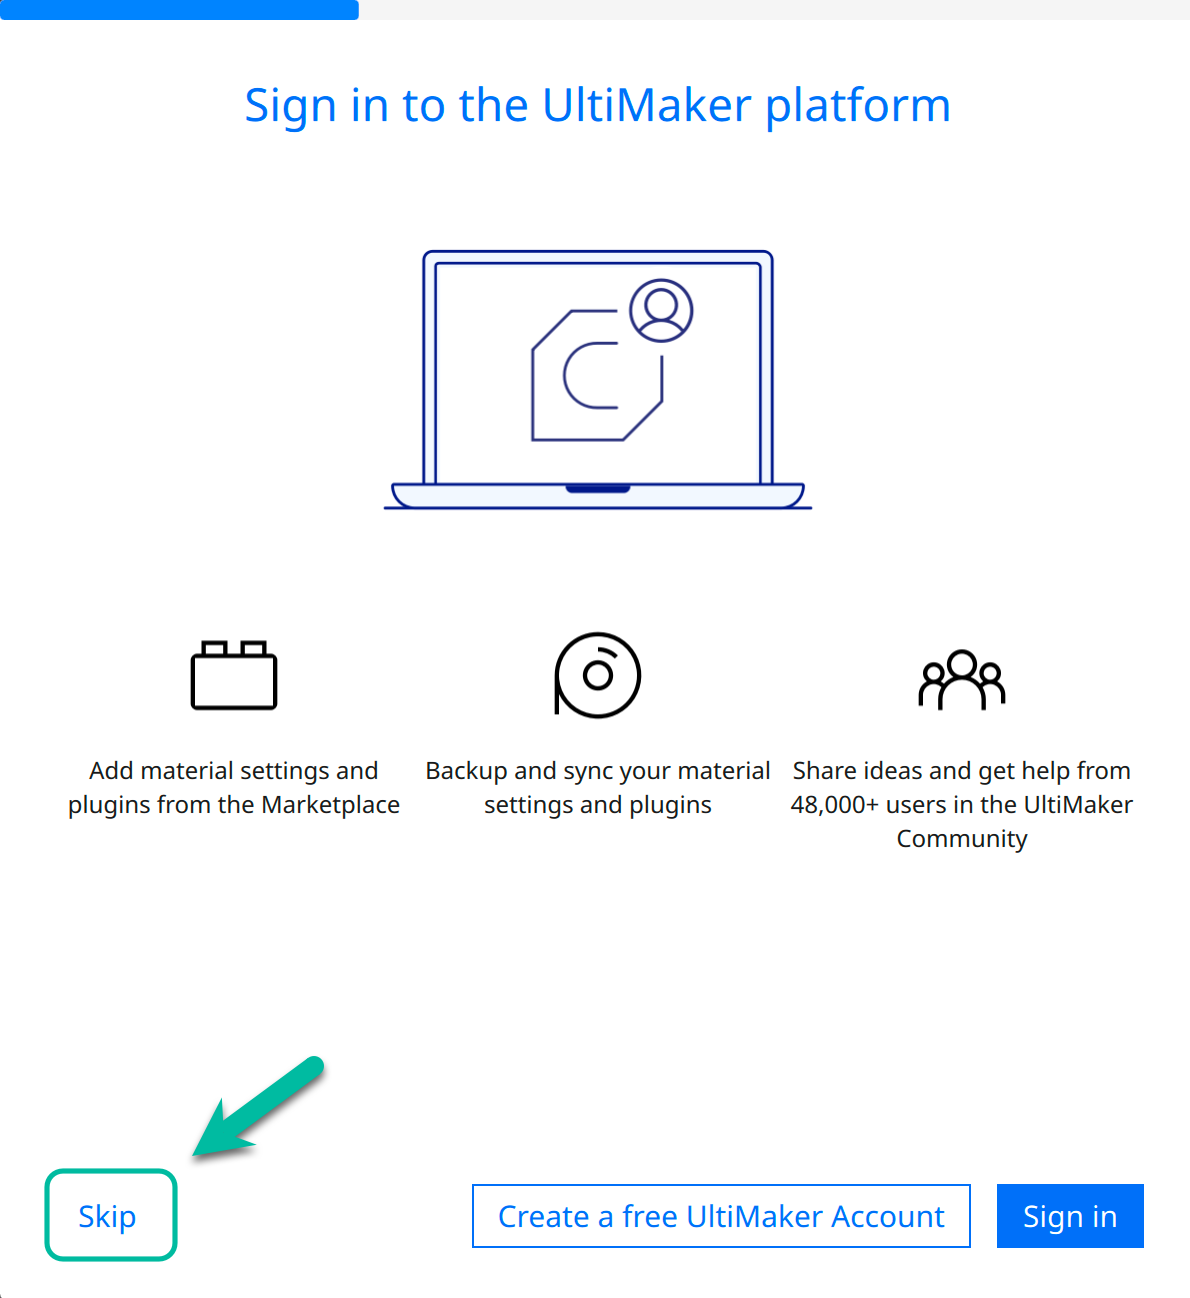 Sign in to the UltiMaker platform
Add material settings and
plugins from the Marketplace
Backup and sync your material
settings and plugins
Share ideas and get help from
48,000+ users in the UltiMaker
Community
Skip
Create a free UltiMaker Account
Sign in